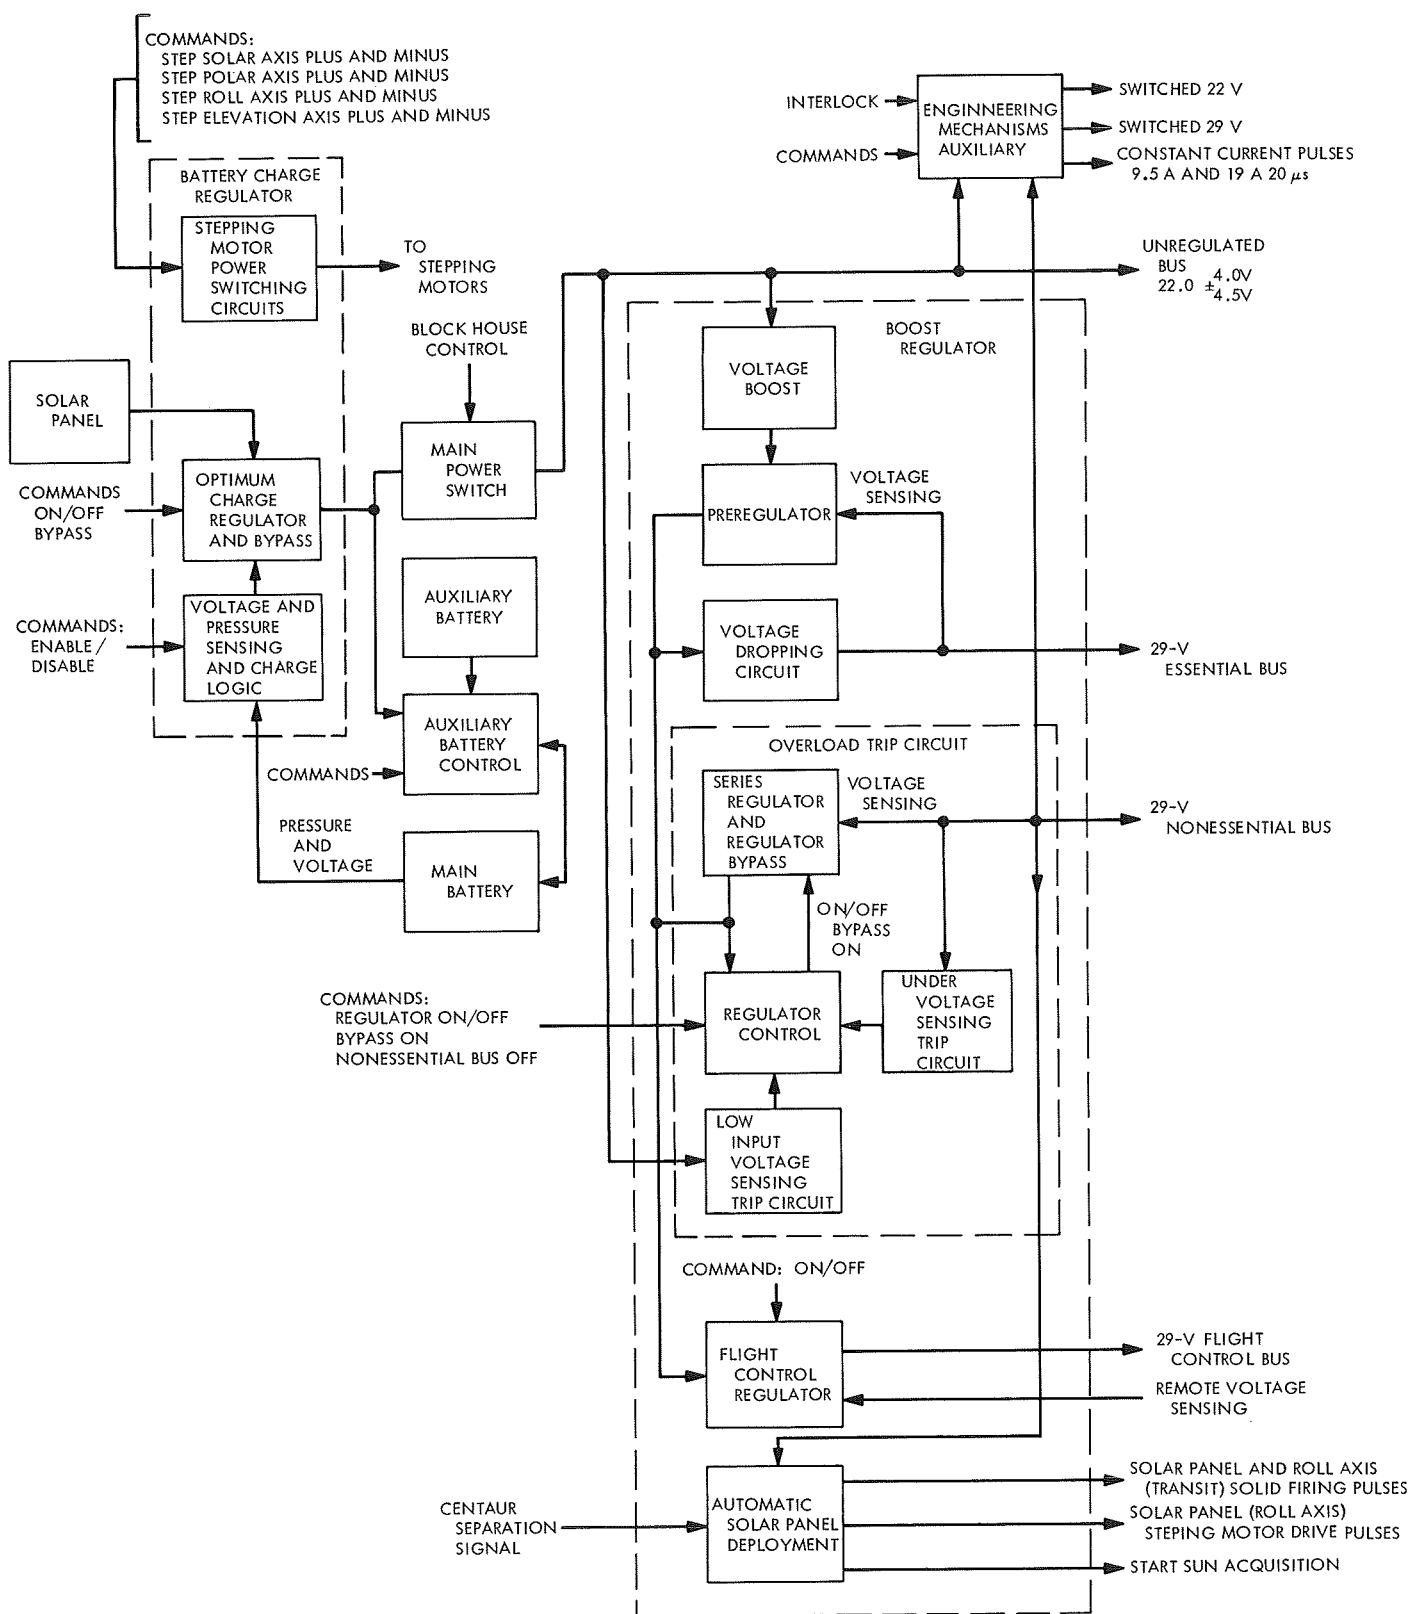 COMMANDS:
STEP SOLAR AXIS PLUS AND MINUS
STEP POLAR AXIS PLUS AND MINUS
STEP ROLL AXIS PLUS AND MINUS
STEP ELEVATION AXIS PLUS AND MINUS
BATTERY CHARGE
REGULATOR
STEPPING
MOTOR
POWER
SWITCHING
CIRCUITS
TO
STEPPING
MOTORS
INTERLOCK
COMMANDS
ENGINNEERING
MECHANISMS
AUXILIARY
SWITCHED 22 V
SWITCHED 29 V
CONSTANT CURRENT PULSES
9.5 A AND 19 A 20 μs
UNREGULATED
BUS
22.0 ± 4.0V
4.5V
BLOCK HOUSE
CONTROL
BOOST
REGULATOR
VOLTAGE
BOOST
SOLAR
PANEL
MAIN
POWER
SWITCH
COMMANDS
ON/OFF
BYPASS
OPTIMUM
CHARGE
REGULATOR
AND BYPASS
PREREGULATOR
VOLTAGE
SENSING
AUXILIARY
BATTERY
COMMANDS:
ENABLE/
DISABLE
VOLTAGE AND
PRESSURE
SENSING
AND CHARGE
LOGIC
VOLTAGE
DROPPING
CIRCUIT
29-V
ESSENTIAL BUS
AUXILIARY
BATTERY
CONTROL
COMMANDS
OVERLOAD TRIP CIRCUIT
SERIES
REGULATOR
AND
REGULATOR
BYPASS
VOLTAGE
SENSING
29-V
NONESSENTIAL BUS
PRESSURE
AND
VOLTAGE
MAIN
BATTERY
ON/OFF
BYPASS
ON
COMMANDS:
REGULATOR ON/OFF
BYPASS ON
NONESSENTIAL BUS OFF
REGULATOR
CONTROL
UNDER
VOLTAGE
SENSING
TRIP
CIRCUIT
LOW
INPUT
VOLTAGE
SENSING
TRIP CIRCUIT
COMMAND: ON/OFF
FLIGHT
CONTROL
REGULATOR
29-V FLIGHT
CONTROL BUS
REMOTE VOLTAGE
SENSING
CENTAUR
SEPARATION
SIGNAL
AUTOMATIC
SOLAR PANEL
DEPLOYMENT
SOLAR PANEL AND ROLL AXIS
(TRANSIT) SOLID FIRING PULSES
SOLAR PANEL (ROLL AXIS)
STEPING MOTOR DRIVE PULSES
START SUN ACQUISITION